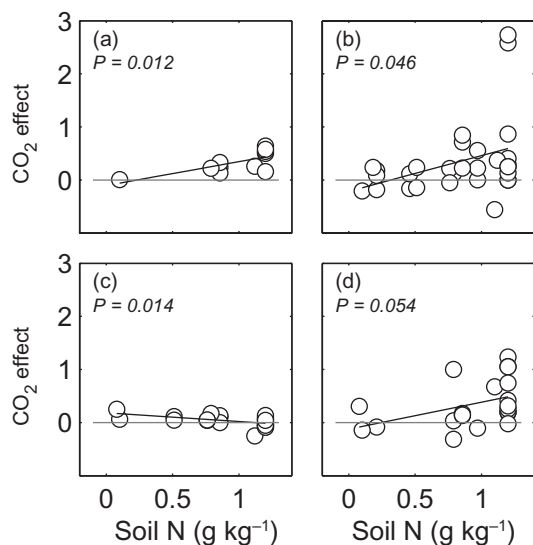 (a)
P = 0.012
(b)
P = 0.046
3
2
1
0
CO₂ effect
(c)
P = 0.014
(d)
P = 0.054
3
2
1
0
CO₂ effect
0 0.5 1
0 0.5 1
Soil N (g kg⁻¹)
Soil N (g kg⁻¹)